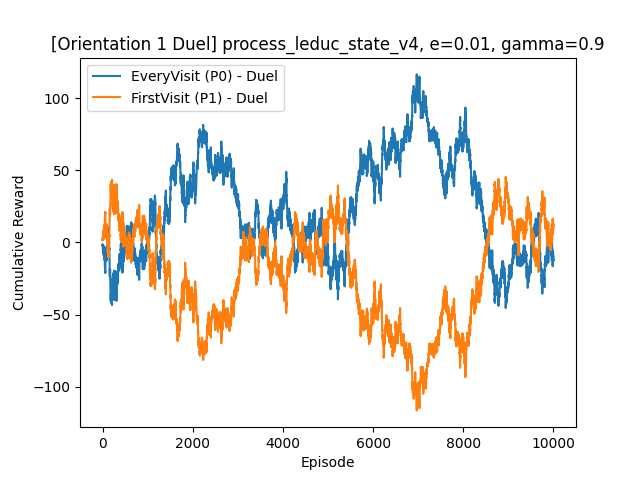 [Orientation 1 Duel] process_leduc_state_v4, e=0.01, gamma=0.9
EveryVisit (P0) - Duel
FirstVisit (P1) - Duel
Cumulative Reward
100
50
0
−50
−100
0
2000
4000
6000
8000
10000
Episode